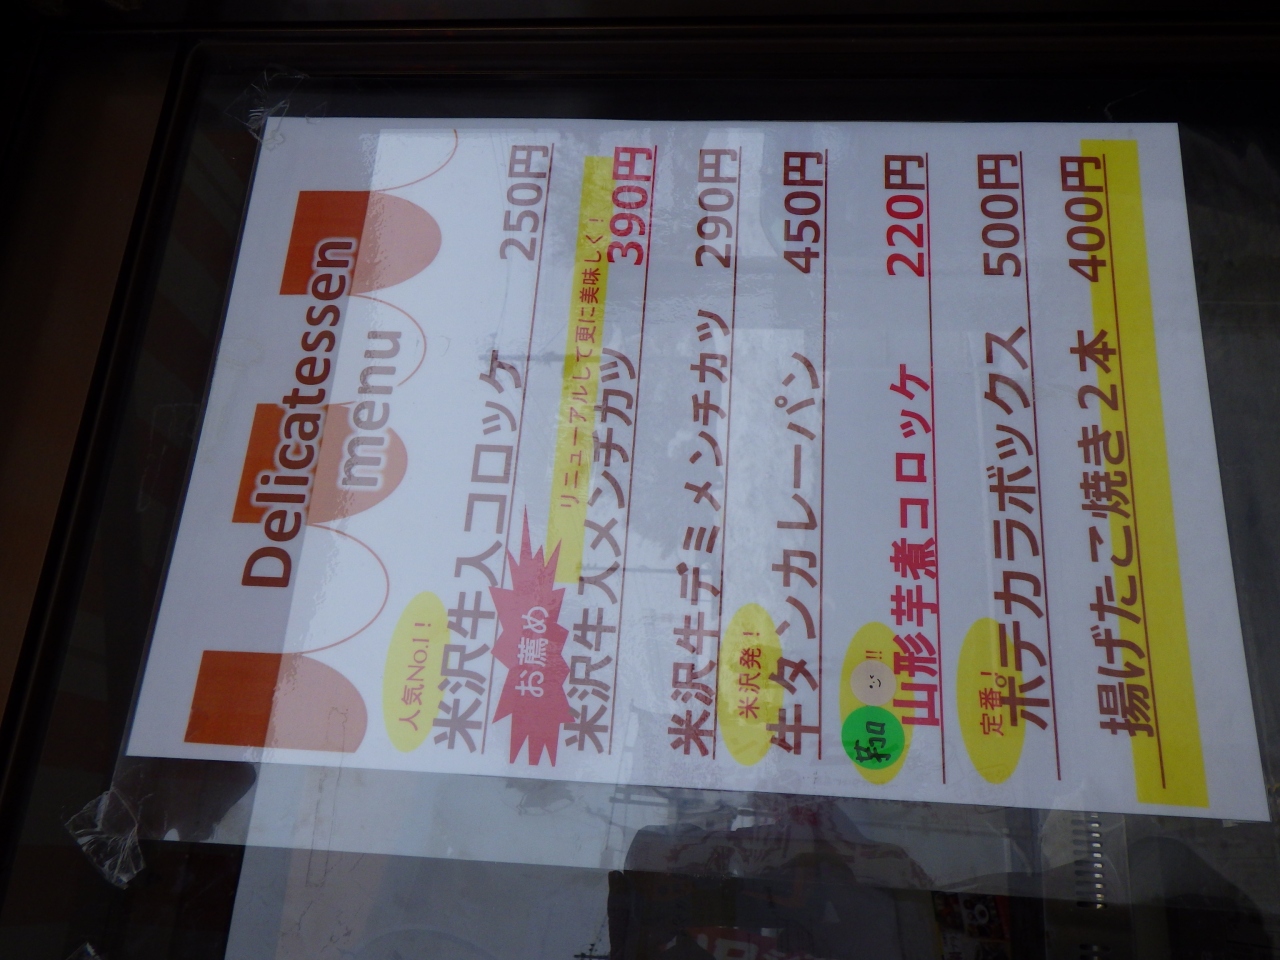 Delicatessen
menu
人気No.1!
米沢牛入コロッケ 250円
お薦め
リニューアルして更に美味しく!
米沢牛入メンチカツ 390円
米沢牛デミメンチカツ 290円
米沢発!
牛タンカレーパン 450円
芋コロ
!!
山形芋煮コロッケ 220円
定番!
ポテカラボックス 500円
揚げたこ焼き2本 400円